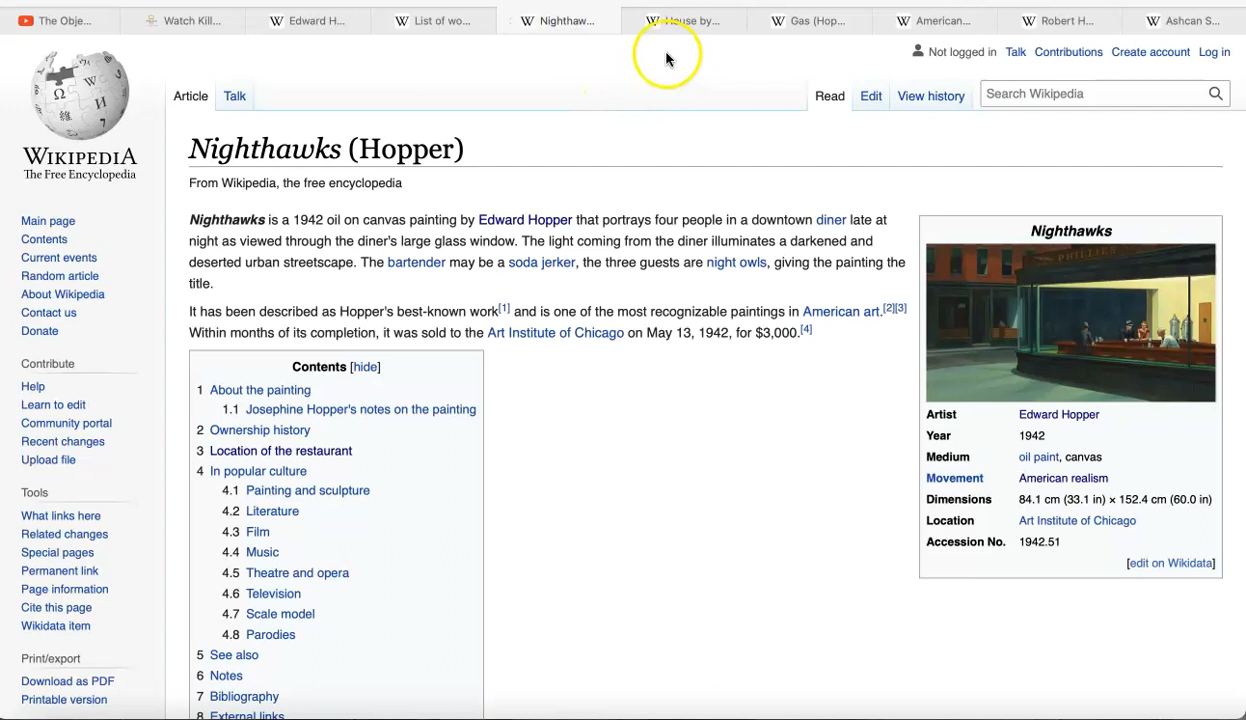 The Obje...
Watch Kill...
Edward H...
List of wo...
Nighthaw...
House by...
Gas (Hop...
American...
Robert H...
Ashcan S...
Not logged in Talk Contributions Create account Log in
Article Talk
Read Edit View history
Search Wikipedia
WIKIPEDIA
The Free Encyclopedia
Main page
Contents
Current events
Random article
About Wikipedia
Contact us
Donate
Contribute
Help
Learn to edit
Community portal
Recent changes
Upload file
Tools
What links here
Related changes
Special pages
Permanent link
Page information
Cite this page
Wikidata item
Print/export
Download as PDF
Printable version
Nighthawks (Hopper)
From Wikipedia, the free encyclopedia
Nighthawks is a 1942 oil on canvas painting by Edward Hopper that portrays four people in a downtown diner late at
night as viewed through the diner's large glass window. The light coming from the diner illuminates a darkened and
deserted urban streetscape. The bartender may be a soda jerker, the three guests are night owls, giving the painting the
title.
It has been described as Hopper's best-known work[1] and is one of the most recognizable paintings in American art.[2][3]
Within months of its completion, it was sold to the Art Institute of Chicago on May 13, 1942, for $3,000.[4]
Contents [hide]
1 About the painting
1.1 Josephine Hopper's notes on the painting
2 Ownership history
3 Location of the restaurant
4 In popular culture
4.1 Painting and sculpture
4.2 Literature
4.3 Film
4.4 Music
4.5 Theatre and opera
4.6 Television
4.7 Scale model
4.8 Parodies
5 See also
6 Notes
7 Bibliography
8 External links
Nighthawks
PHILLIES
Artist Edward Hopper
Year 1942
Medium oil paint, canvas
Movement American realism
Dimensions 84.1 cm (33.1 in) × 152.4 cm (60.0 in)
Location Art Institute of Chicago
Accession No. 1942.51
[edit on Wikidata]